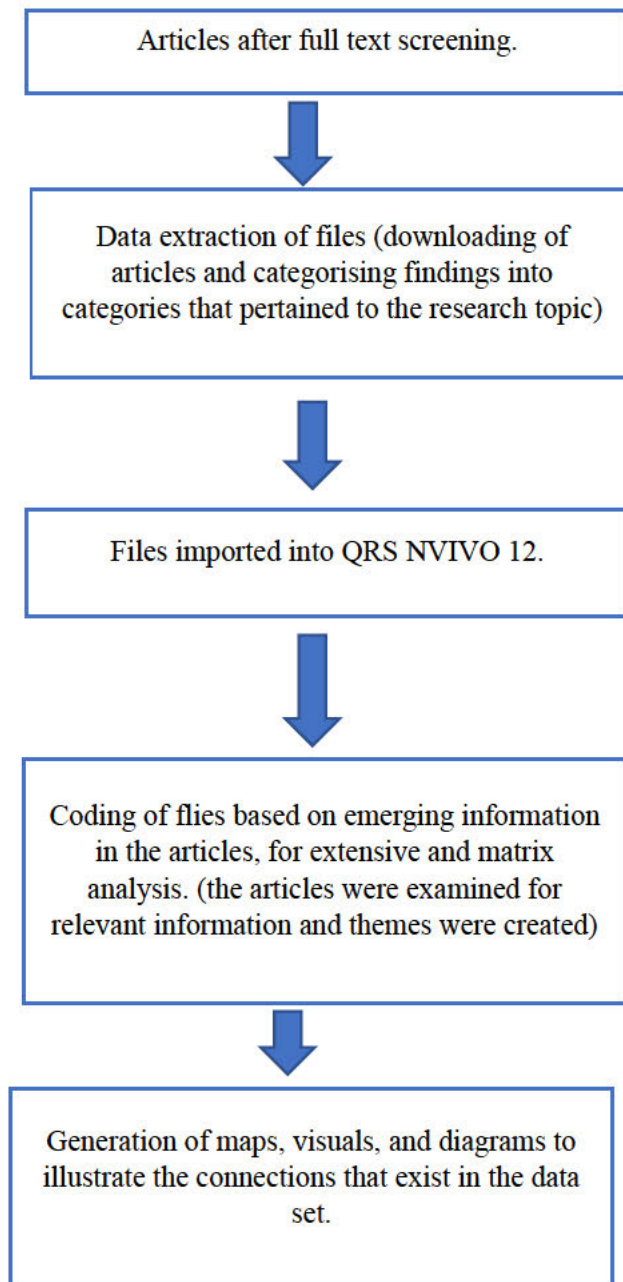 Articles after full text screening.
Data extraction of files (downloading of
articles and categorising findings into
categories that pertained to the research topic)
Files imported into QRS NVIVO 12.
Coding of flies based on emerging information
in the articles, for extensive and matrix
analysis. (the articles were examined for
relevant information and themes were created)
Generation of maps, visuals, and diagrams to
illustrate the connections that exist in the data
set.